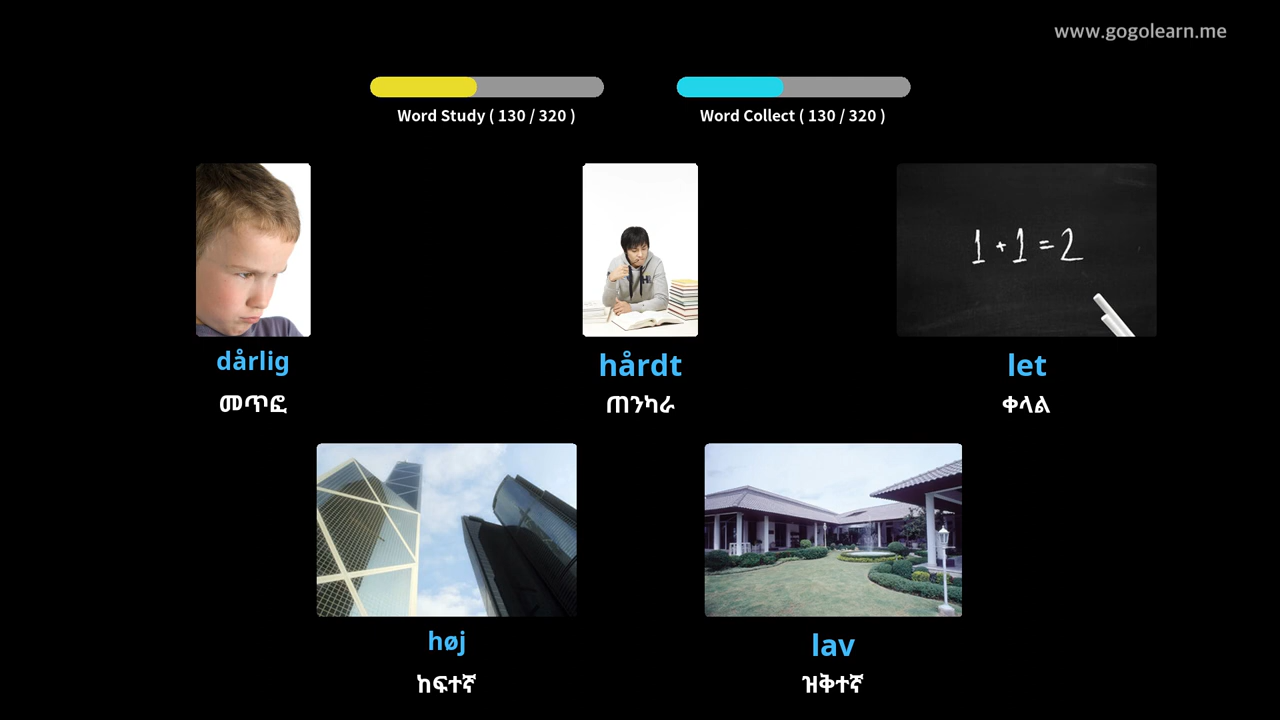 www.gogolearn.me
Word Study ( 130 / 320 )
Word Collect ( 130 / 320 )
1 + 1 = 2
dårlig
hårdt
let
መጥፎ
ጠንካራ
ቀላል
høj
lav
ከፍተኛ
ዝቅተኛ